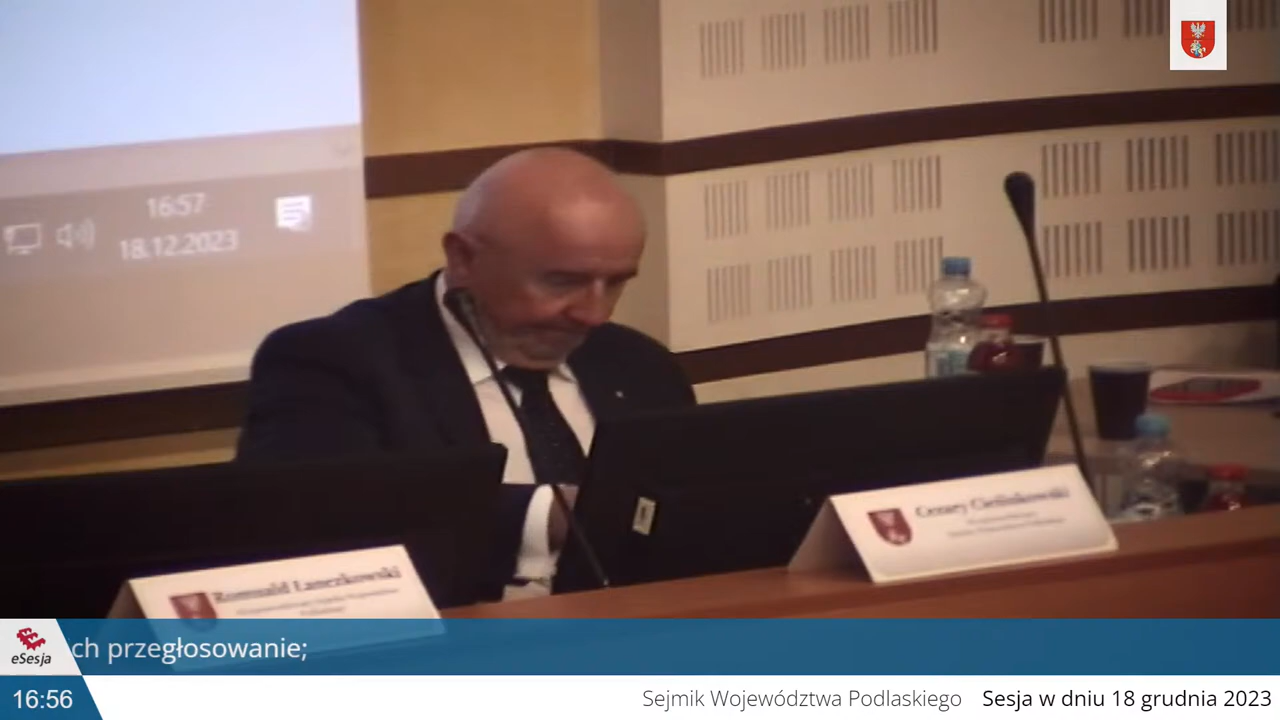 16:57
18.12.2023
Cezary Cieślukowski
Romuald Łanczkowski
eSesja
ch przegłosowanie;
16:56
Sejmik Województwa Podlaskiego
Sesja w dniu 18 grudnia 2023